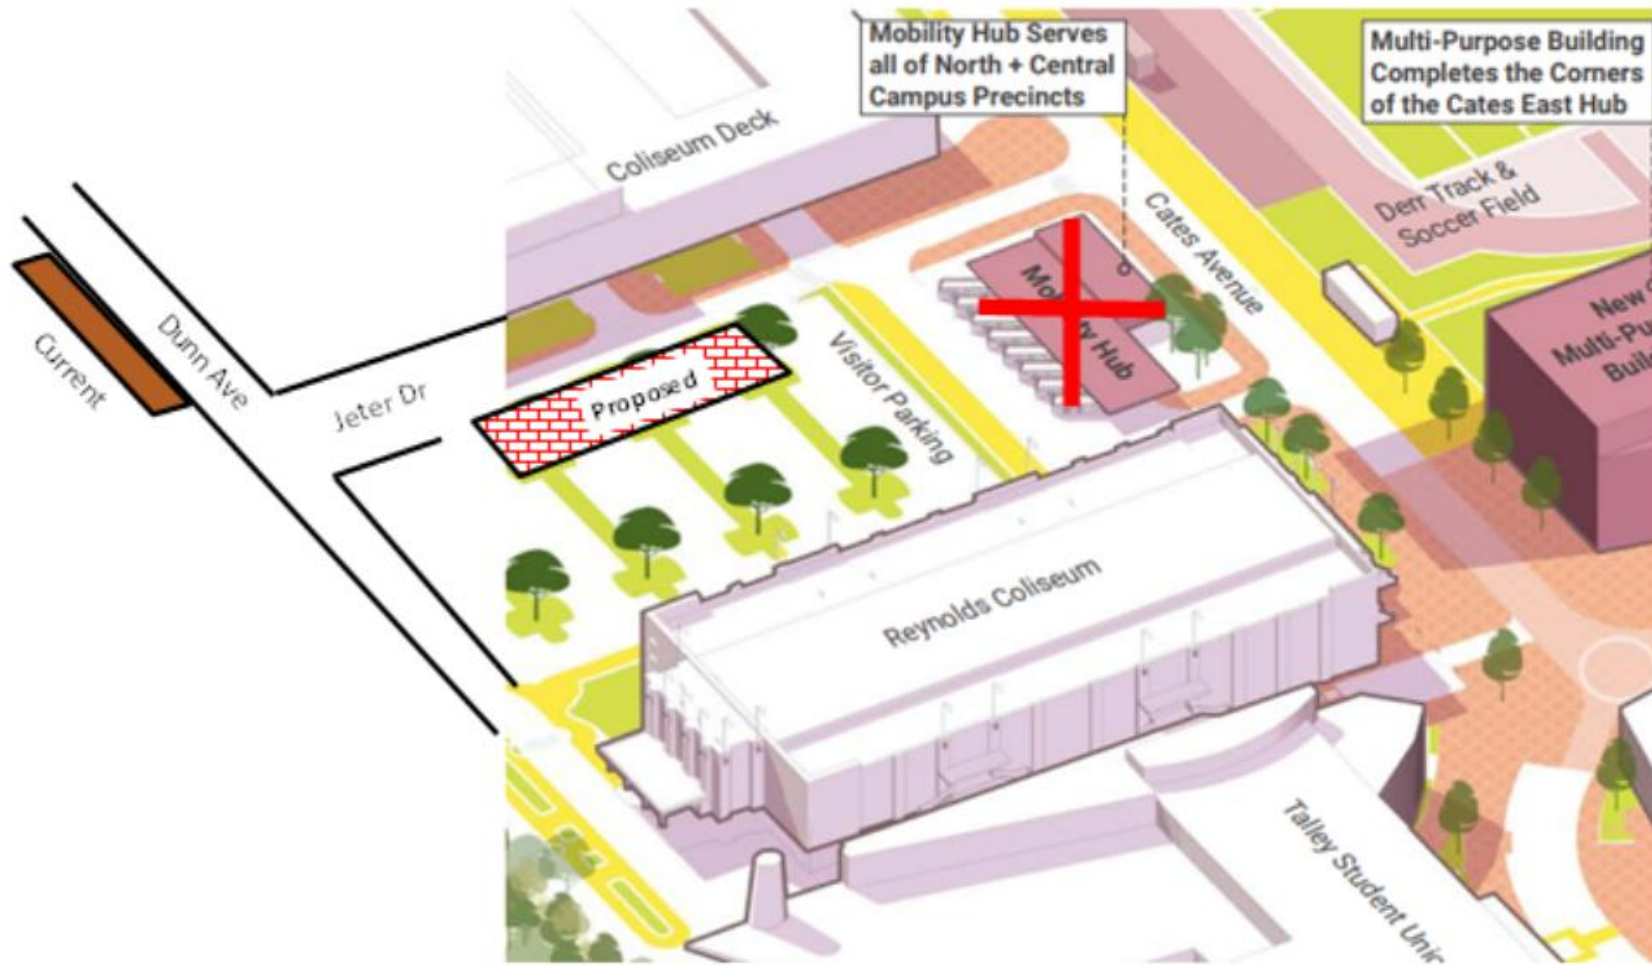 Mobility Hub Serves
all of North + Central
Campus Precincts
Multi-Purpose Building
Completes the Corners
of the Cates East Hub
Coliseum Deck
Derr Track &
Soccer Field
Cates Avenue
Hub
New
Current
Dunn Ave
Jeter Dr
Proposed
Visitor Parking
Reynolds Coliseum
Talley Student